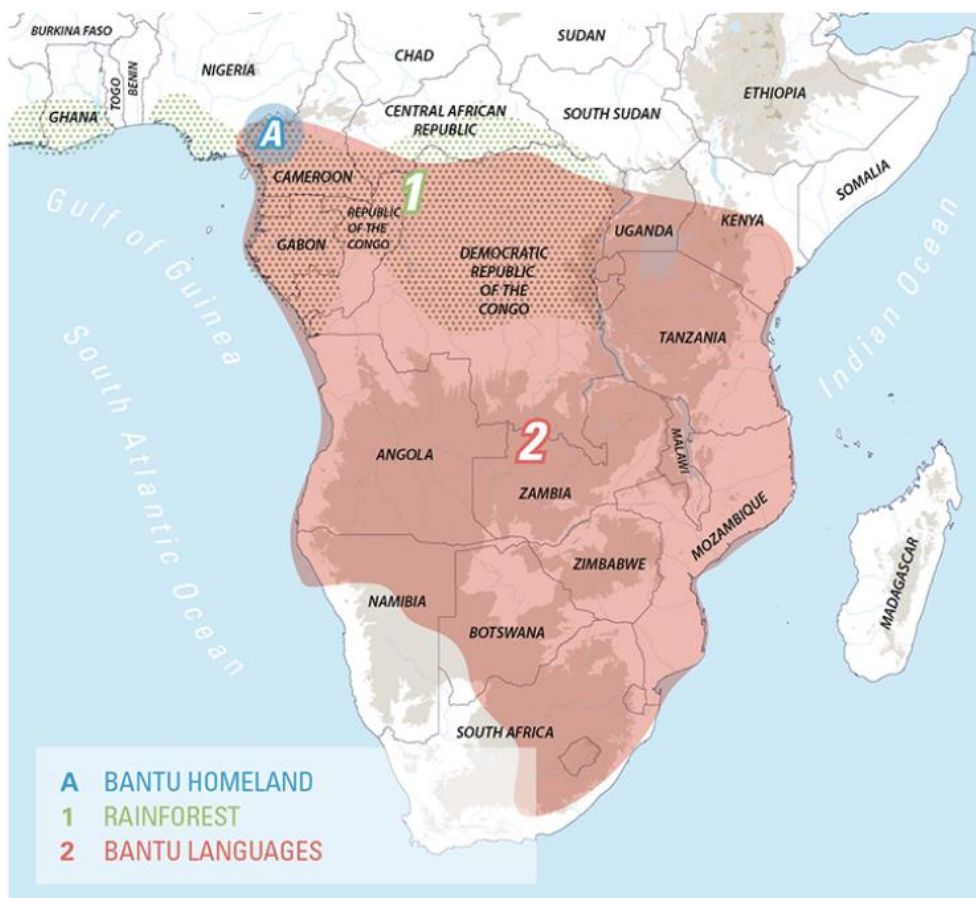 BURKINA FASO
SUDAN
CHAD
NIGERIA
BENIN
TOGO
ETHIOPIA
CENTRAL AFRICAN
REPUBLIC
SOUTH SUDAN
GHANA
A
CAMEROON
1
SOMALIA
Gulf of Guinea
REPUBLIC
OF THE
CONGO
UGANDA
KENYA
GABON
DEMOCRATIC
REPUBLIC
OF THE
CONGO
Indian Ocean
TANZANIA
South Atlantic Ocean
2
ANGOLA
MALAWI
ZAMBIA
MOZAMBIQUE
ZIMBABWE
MADAGASCAR
NAMIBIA
BOTSWANA
SOUTH AFRICA
A BANTU HOMELAND
1 RAINFOREST
2 BANTU LANGUAGES